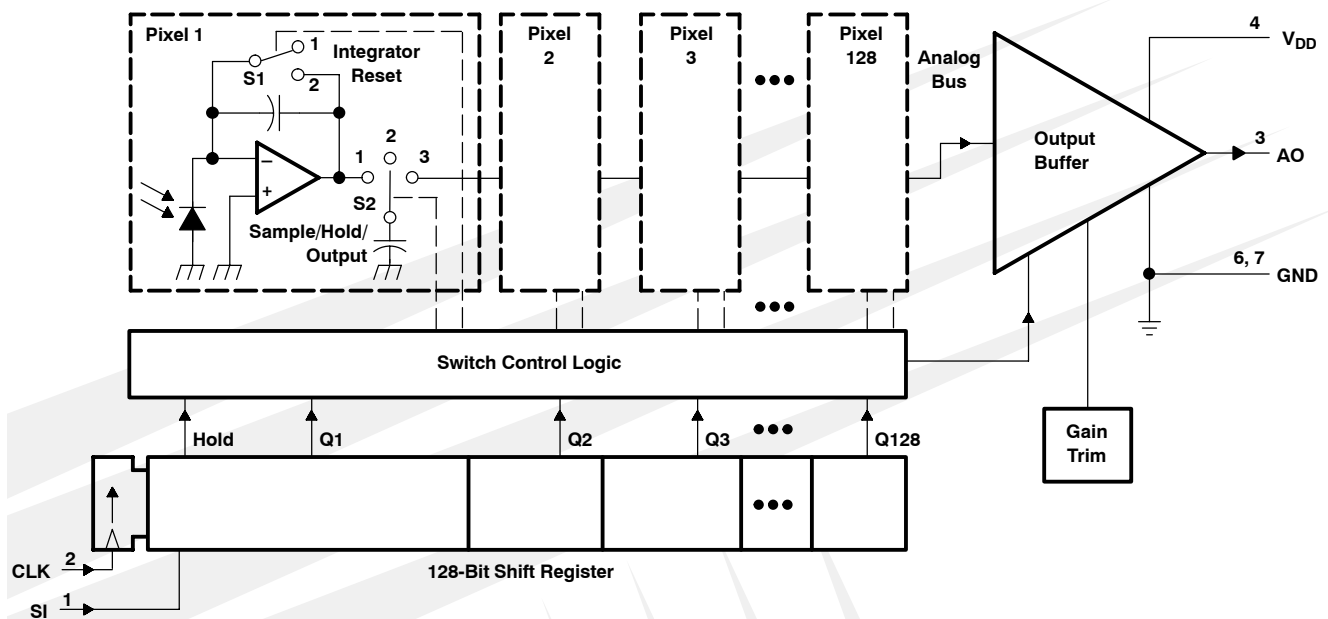 Pixel 1
1
Integrator
Reset
S1
2
−
+
1
2
3
S2
Sample/Hold/
Output
Pixel
2
Pixel
3
Pixel
128
Analog
Bus
Output
Buffer
4
VDD
3
AO
6, 7
GND
Switch Control Logic
Hold
Q1
Q2
Q3
Q128
Gain
Trim
CLK
2
SI
1
128-Bit Shift Register